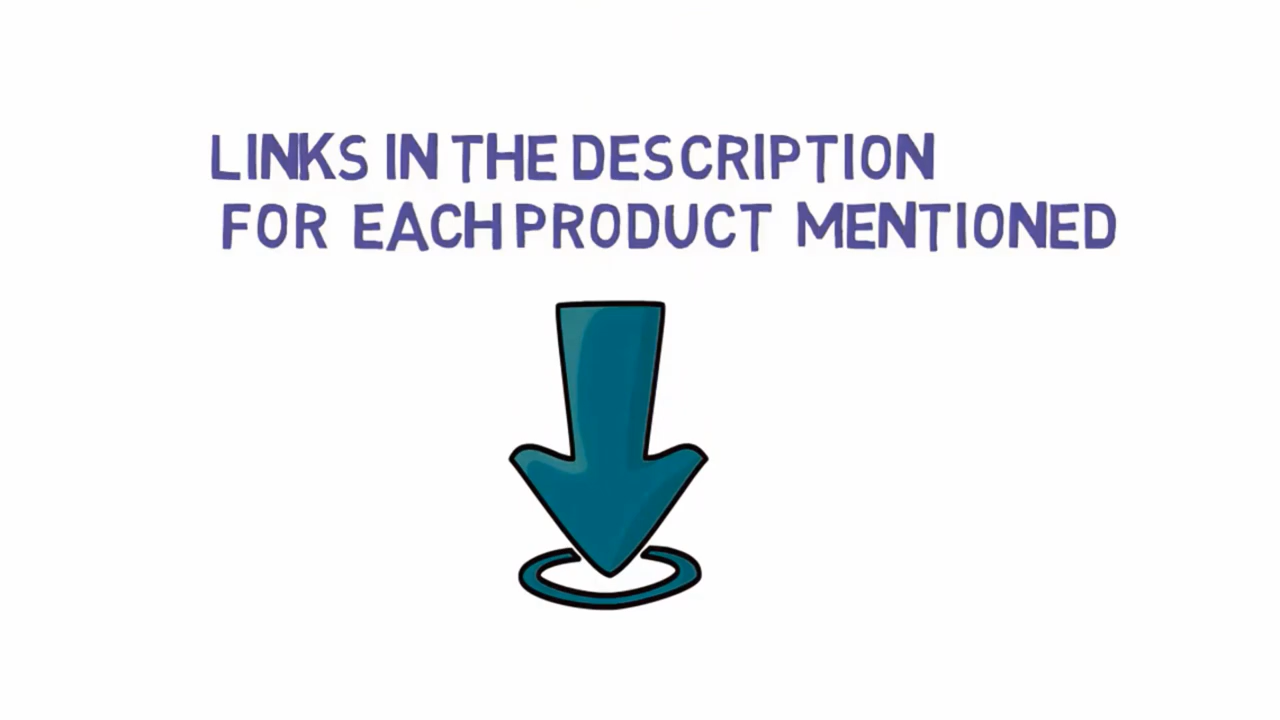 LINKS IN THE DESCRIPTION
FOR EACH PRODUCT MENTIONED